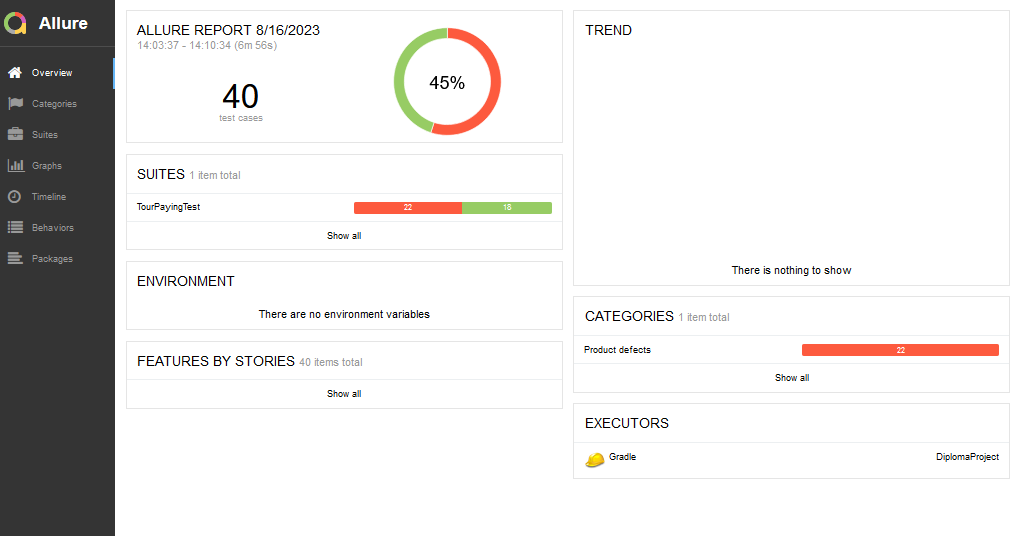 Allure
Overview
Categories
Suites
Graphs
Timeline
Behaviors
Packages
ALLURE REPORT 8/16/2023
14:03:37 - 14:10:34 (6m 56s)
40
test cases
45%
SUITES 1 item total
TourPayingTest 22 18
Show all
ENVIRONMENT
There are no environment variables
FEATURES BY STORIES 40 items total
Show all
TREND
There is nothing to show
CATEGORIES 1 item total
Product defects 22
Show all
EXECUTORS
Gradle DiplomaProject